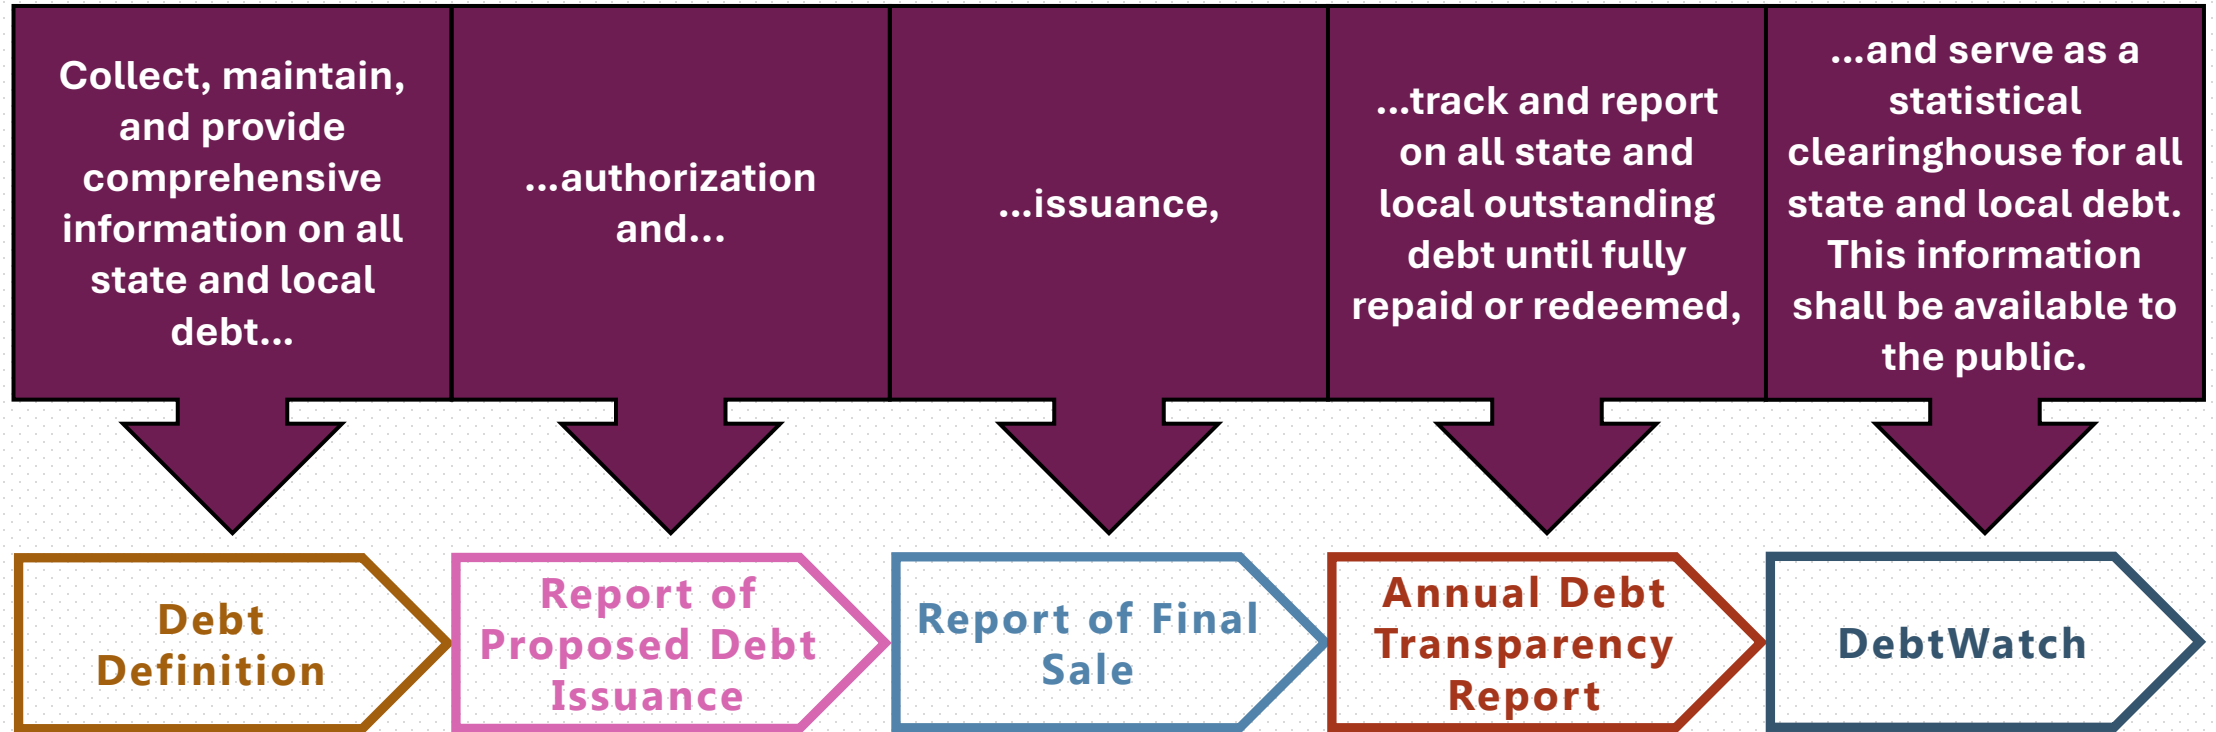 Collect, maintain,
and provide
comprehensive
information on all
state and local
debt...
...authorization
and...
...issuance,
...track and report
on all state and
local outstanding
debt until fully
repaid or redeemed,
...and serve as a
statistical
clearinghouse for all
state and local debt.
This information
shall be available to
the public.
Debt
Definition
Report of
Proposed Debt
Issuance
Report of Final
Sale
Annual Debt
Transparency
Report
DebtWatch